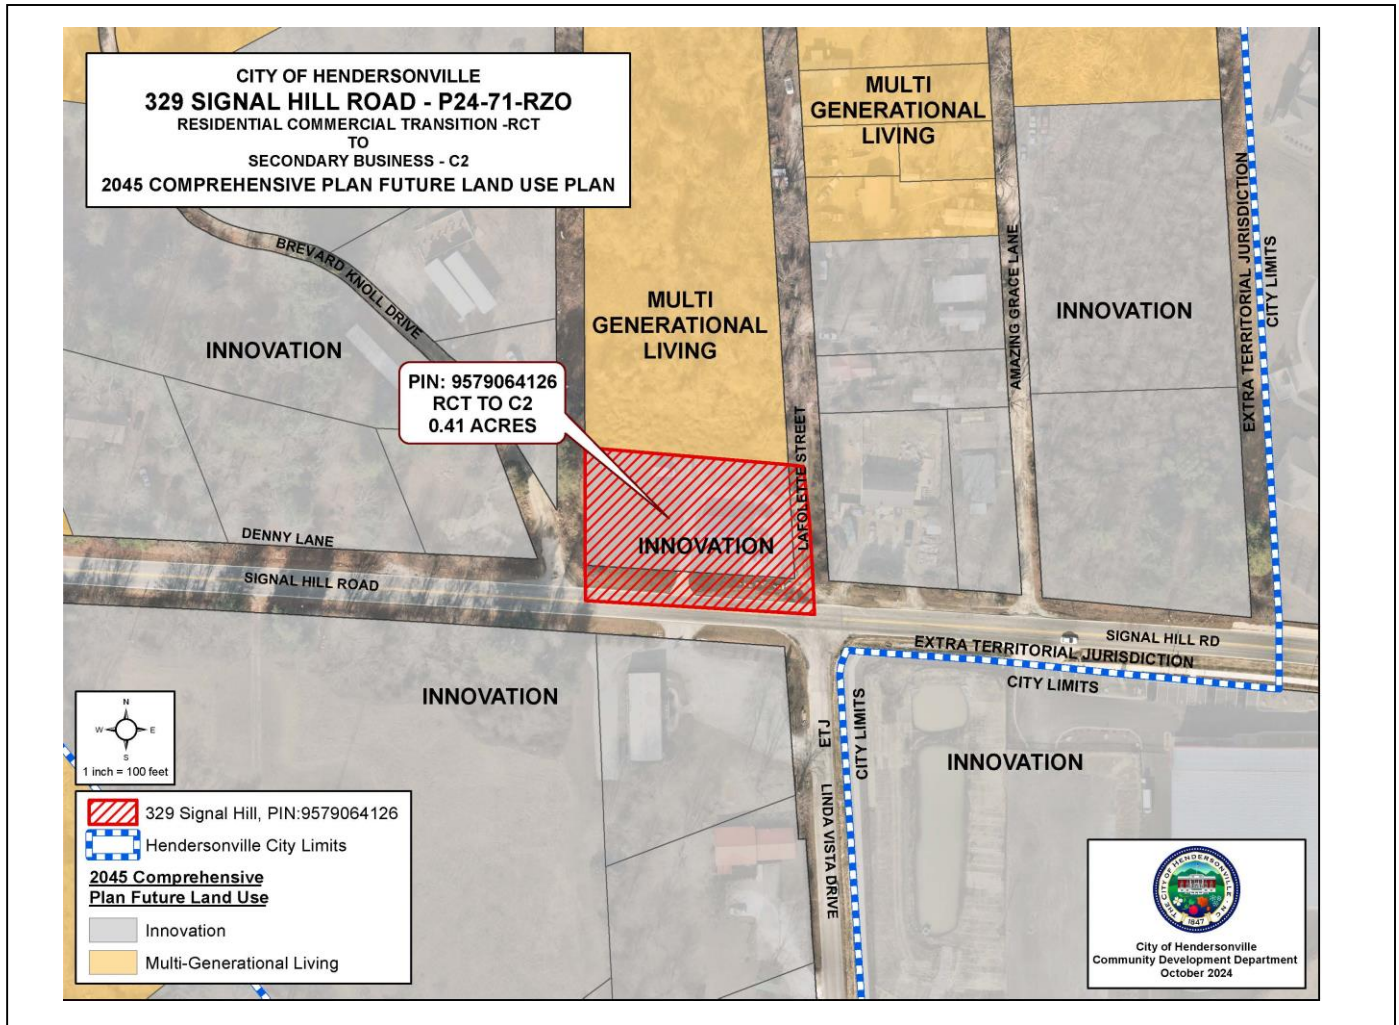 CITY OF HENDERSONVILLE
329 SIGNAL HILL ROAD - P24-71-RZO
RESIDENTIAL COMMERCIAL TRANSITION -RCT
TO
SECONDARY BUSINESS - C2
2045 COMPREHENSIVE PLAN FUTURE LAND USE PLAN
MULTI
GENERATIONAL
LIVING
EXTRA TERRITORIAL JURISDICTION
CITY LIMITS
BREVARD KNOLL DRIVE
AMAZING GRACE LANE
MULTI
GENERATIONAL
LIVING
INNOVATION
INNOVATION
PIN: 9579064126
RCT TO C2
0.41 ACRES
LAFOLETTE STREET
INNOVATION
DENNY LANE
SIGNAL HILL ROAD
SIGNAL HILL RD
EXTRA TERRITORIAL JURISDICTION
CITY LIMITS
INNOVATION
ETJ
CITY LIMITS
LINDA VISTA DRIVE
INNOVATION
N
W E
S
1 inch = 100 feet
329 Signal Hill, PIN:9579064126
Hendersonville City Limits
2045 Comprehensive
Plan Future Land Use
Innovation
Multi-Generational Living
THE CITY OF HENDERSONVILLE - N.C.
1847
City of Hendersonville
Community Development Department
October 2024